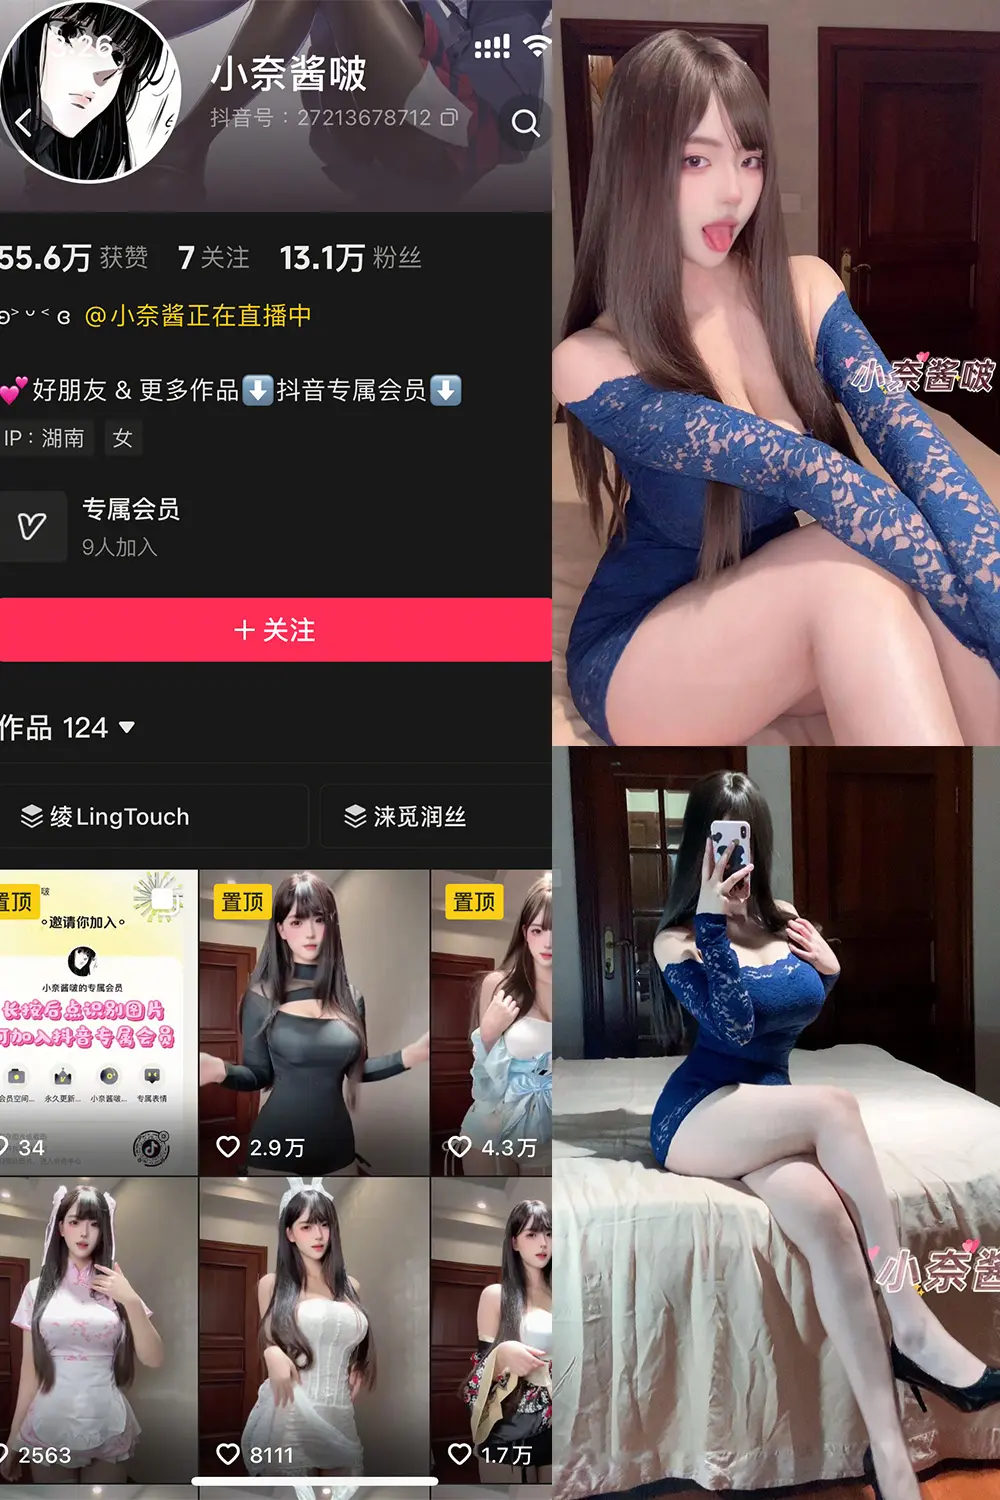 小奈酱啵
抖音号：27213678712
55.6万 获赞 7 关注 13.1万 粉丝
@小奈酱正在直播中
💕好朋友 & 更多作品⬇️抖音专属会员⬇️
IP：湖南 女
专属会员
9人加入
+ 关注
作品 124
绫LingTouch
涞觅润丝
置顶
啵
邀请你加入
小奈酱啵的专属会员
长按后点识别图片
可加入抖音专属会员
会员空间...
永久更新...
小奈酱啵...
专属表情
34
置顶
2.9万
置顶
4.3万
2563
8111
1.7万
小奈酱啵
小奈酱